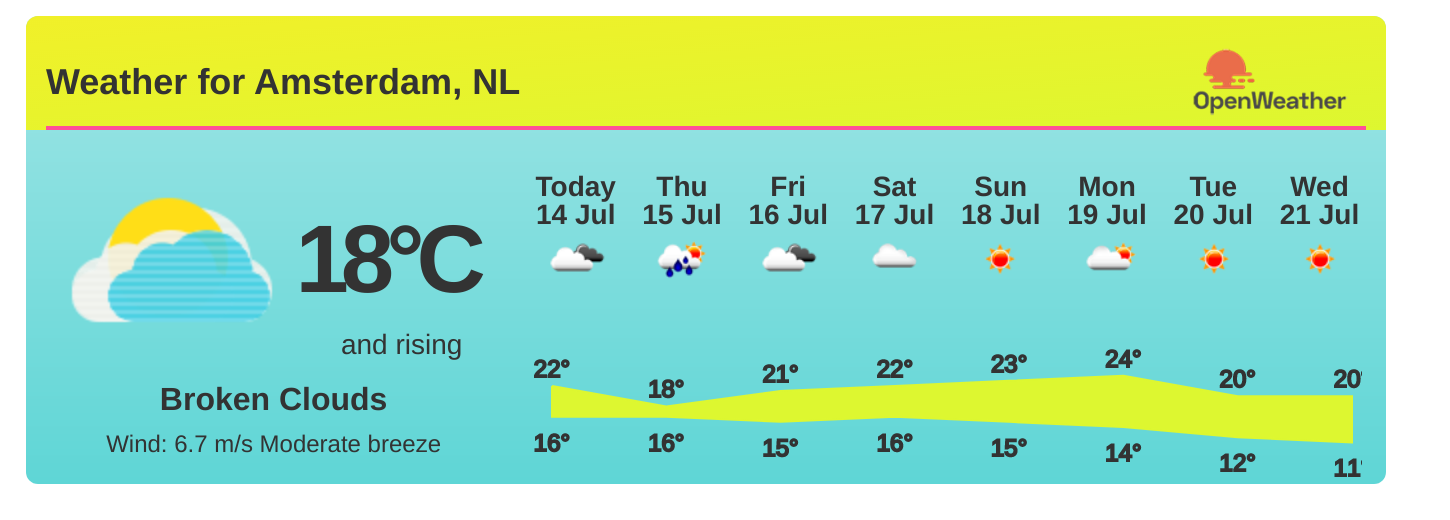 Weather for Amsterdam, NL
OpenWeather
Today Thu Fri Sat Sun Mon Tue Wed
14 Jul 15 Jul 16 Jul 17 Jul 18 Jul 19 Jul 20 Jul 21 Jul
18°C
and rising
Broken Clouds
Wind: 6.7 m/s Moderate breeze
22° 18° 21° 22° 23° 24° 20° 20°
16° 16° 15° 16° 15° 14° 12° 11°